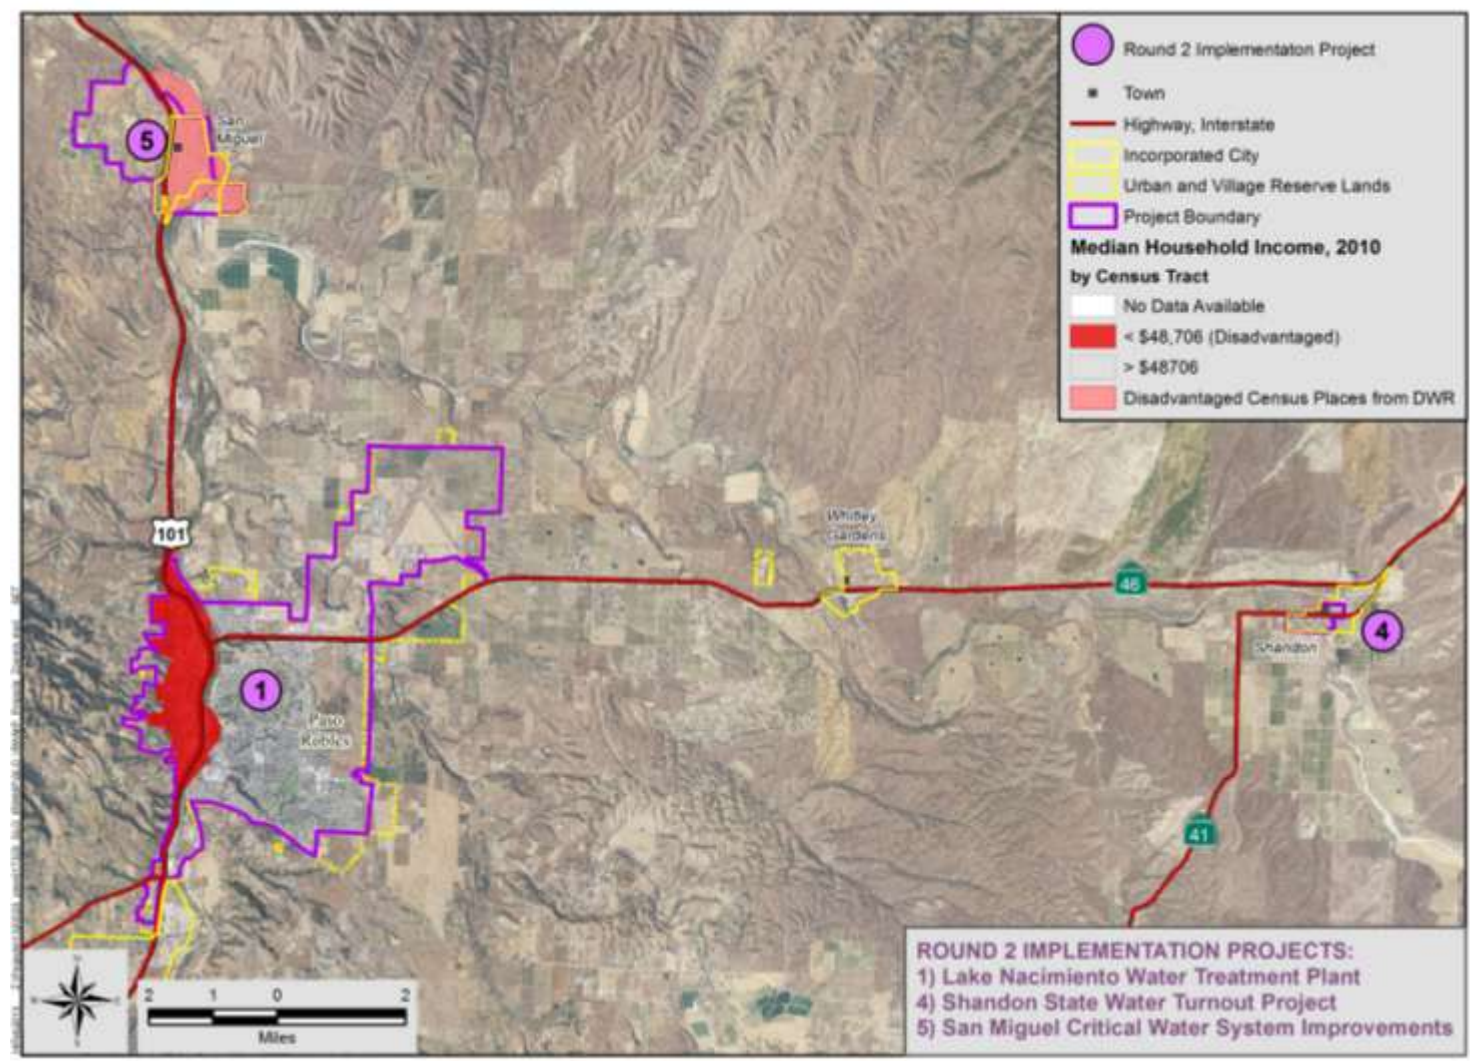 Round 2 Implementaton Project
Town
Highway, Interstate
Incorporated City
Urban and Village Reserve Lands
Project Boundary
Median Household Income, 2010
by Census Tract
No Data Available
< $48,706 (Disadvantaged)
> $48706
Disadvantaged Census Places from DWR
5
San
Miguel
101
Whitley
Gardens
46
4
Shandon
1
Paso
Robles
41
2 1 0 2
Miles
ROUND 2 IMPLEMENTATION PROJECTS:
1) Lake Nacimiento Water Treatment Plant
4) Shandon State Water Turnout Project
5) San Miguel Critical Water System Improvements